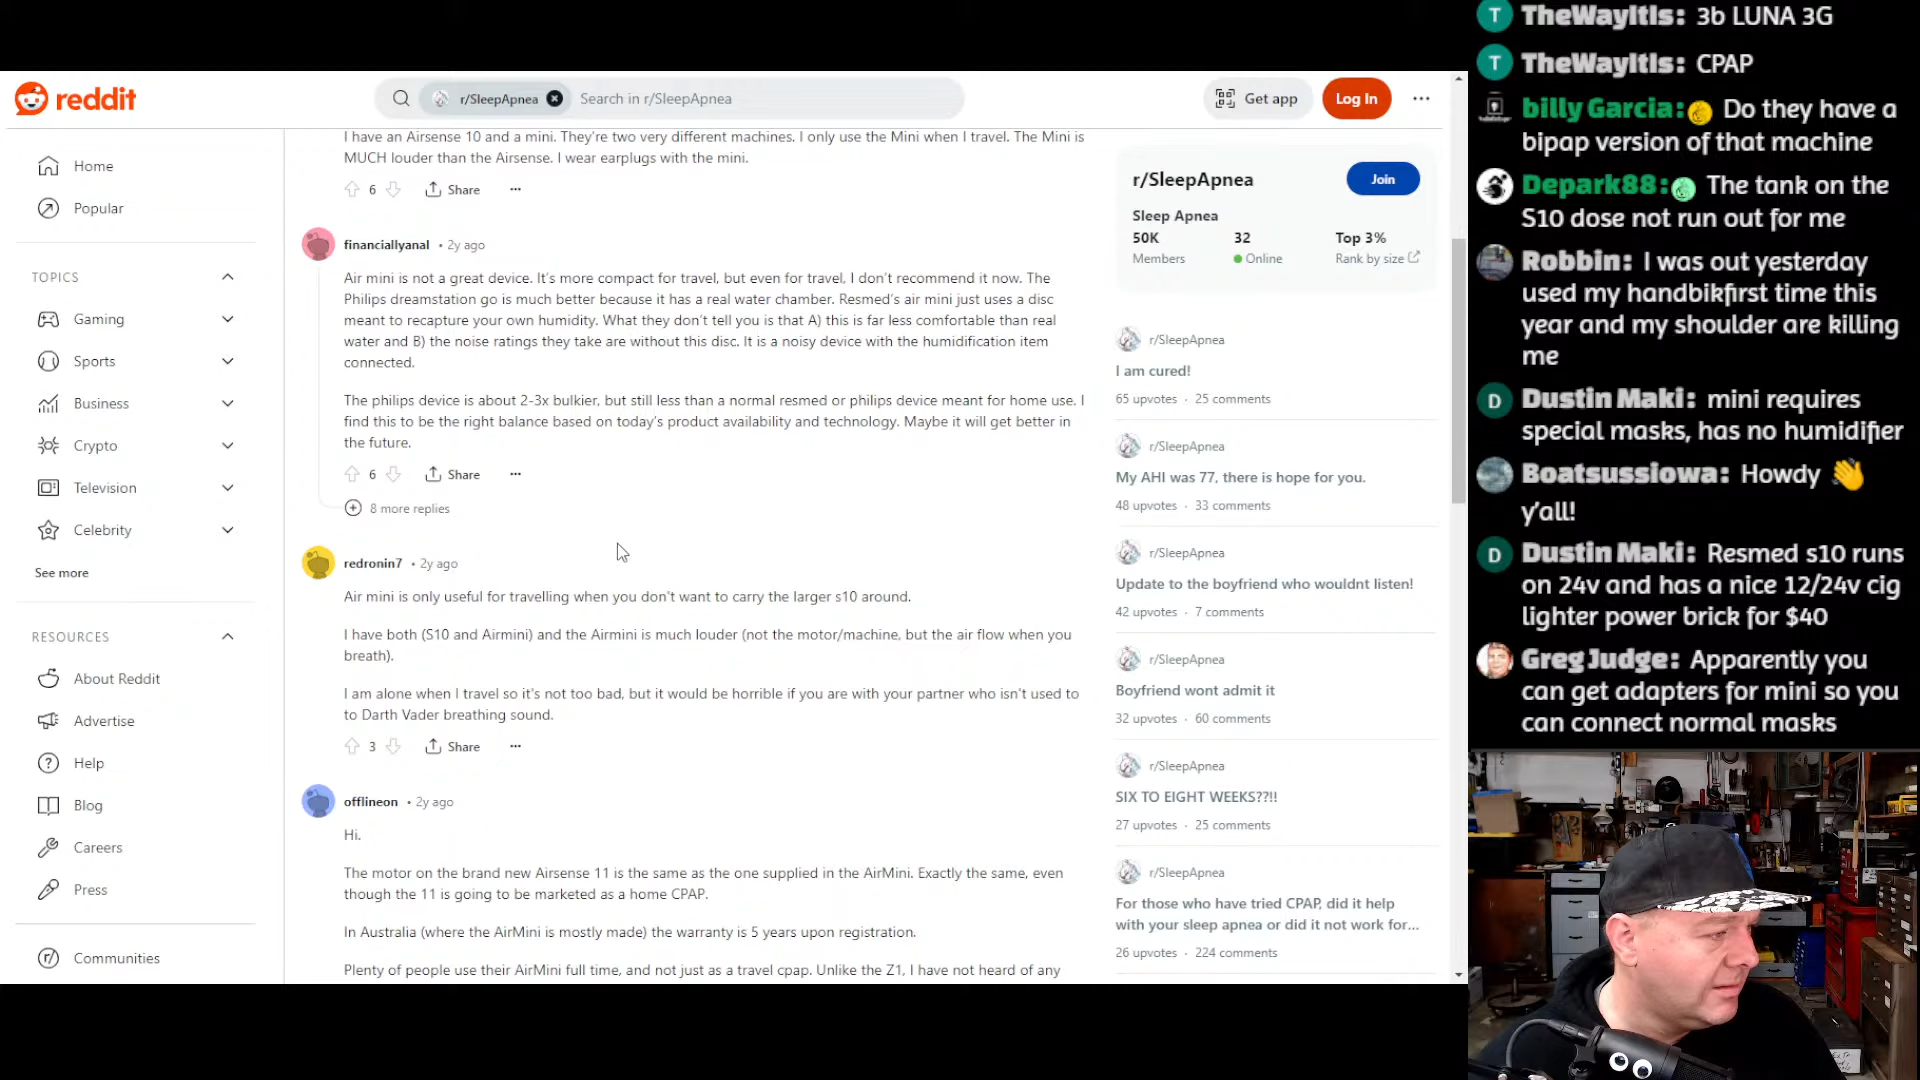 reddit
r/SleepApnea
Search in r/SleepApnea
Get app
Log In
Home
Popular
TOPICS
Gaming
Sports
Business
Crypto
Television
Celebrity
See more
RESOURCES
About Reddit
Advertise
Help
Blog
Careers
Press
Communities
I have an Airsense 10 and a mini. They're two very different machines. I only use the Mini when I travel. The Mini is
MUCH louder than the Airsense. I wear earplugs with the mini.
6 Share
financiallyanal • 2y ago
Air mini is not a great device. It's more compact for travel, but even for travel, I don't recommend it now. The
Philips dreamstation go is much better because it has a real water chamber. Resmed's air mini just uses a disc
meant to recapture your own humidity. What they don't tell you is that A) this is far less comfortable than real
water and B) the noise ratings they take are without this disc. It is a noisy device with the humidification item
connected.
The philips device is about 2-3x bulkier, but still less than a normal resmed or philips device meant for home use. I
find this to be the right balance based on today's product availability and technology. Maybe it will get better in
the future.
6 Share
8 more replies
redronin7 • 2y ago
Air mini is only useful for travelling when you don't want to carry the larger s10 around.
I have both (S10 and Airmini) and the Airmini is much louder (not the motor/machine, but the air flow when you
breath).
I am alone when I travel so it's not too bad, but it would be horrible if you are with your partner who isn't used to
to Darth Vader breathing sound.
3 Share
offlineon • 2y ago
Hi.
The motor on the brand new Airsense 11 is the same as the one supplied in the AirMini. Exactly the same, even
though the 11 is going to be marketed as a home CPAP.
In Australia (where the AirMini is mostly made) the warranty is 5 years upon registration.
Plenty of people use their AirMini full time, and not just as a travel cpap. Unlike the Z1, I have not heard of any
r/SleepApnea
Join
Sleep Apnea
50K 32 Top 3%
Members Online Rank by size
r/SleepApnea
I am cured!
65 upvotes · 25 comments
r/SleepApnea
My AHI was 77, there is hope for you.
48 upvotes · 33 comments
r/SleepApnea
Update to the boyfriend who wouldnt listen!
42 upvotes · 7 comments
r/SleepApnea
Boyfriend wont admit it
32 upvotes · 60 comments
r/SleepApnea
SIX TO EIGHT WEEKS??!!
27 upvotes · 25 comments
r/SleepApnea
For those who have tried CPAP, did it help
with your sleep apnea or did it not work for...
26 upvotes · 224 comments
T TheWayItIs: 3b LUNA 3G
T TheWayItIs: CPAP
billy Garcia: Do they have a
bipap version of that machine
Depark88: The tank on the
S10 dose not run out for me
Robbin: I was out yesterday
used my handbikfirst time this
year and my shoulder are killing
me
D Dustin Maki: mini requires
special masks, has no humidifier
Boatsussiowa: Howdy 👋
y'all!
D Dustin Maki: Resmed s10 runs
on 24v and has a nice 12/24v cig
lighter power brick for $40
Greg Judge: Apparently you
can get adapters for mini so you
can connect normal masks